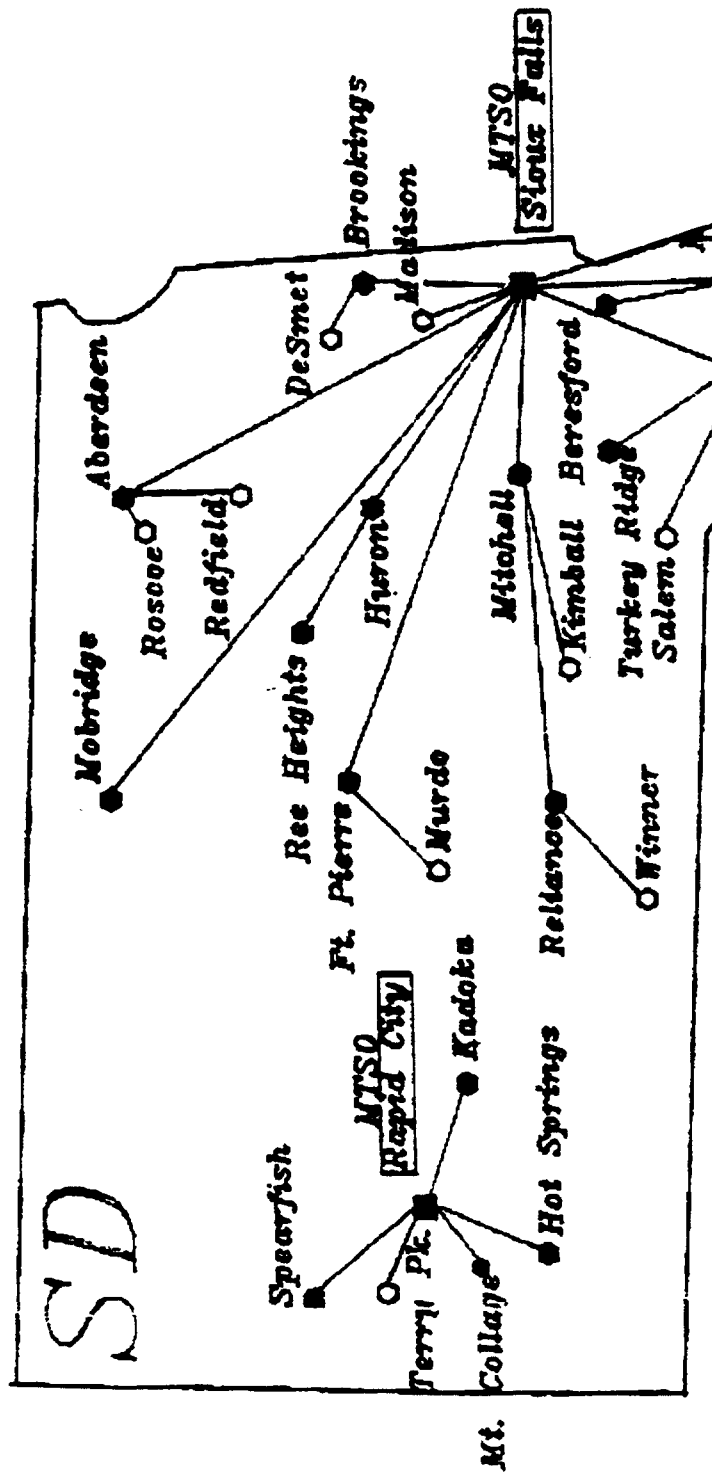 SD
Mobridge
Aberdeen
Roscoe
Redfield
DeSmet
Brookings
Madison
MTSO
Sioux Falls
Ree Heights
Huron
Ft. Pierre
Murdo
Mitchell
Kimball
Beresford
Turkey Ridge
Salem
Reliance
Winner
Spearfish
MTSO
Rapid City
Kadoka
Terry Pk.
Mt. Collage
Hot Springs